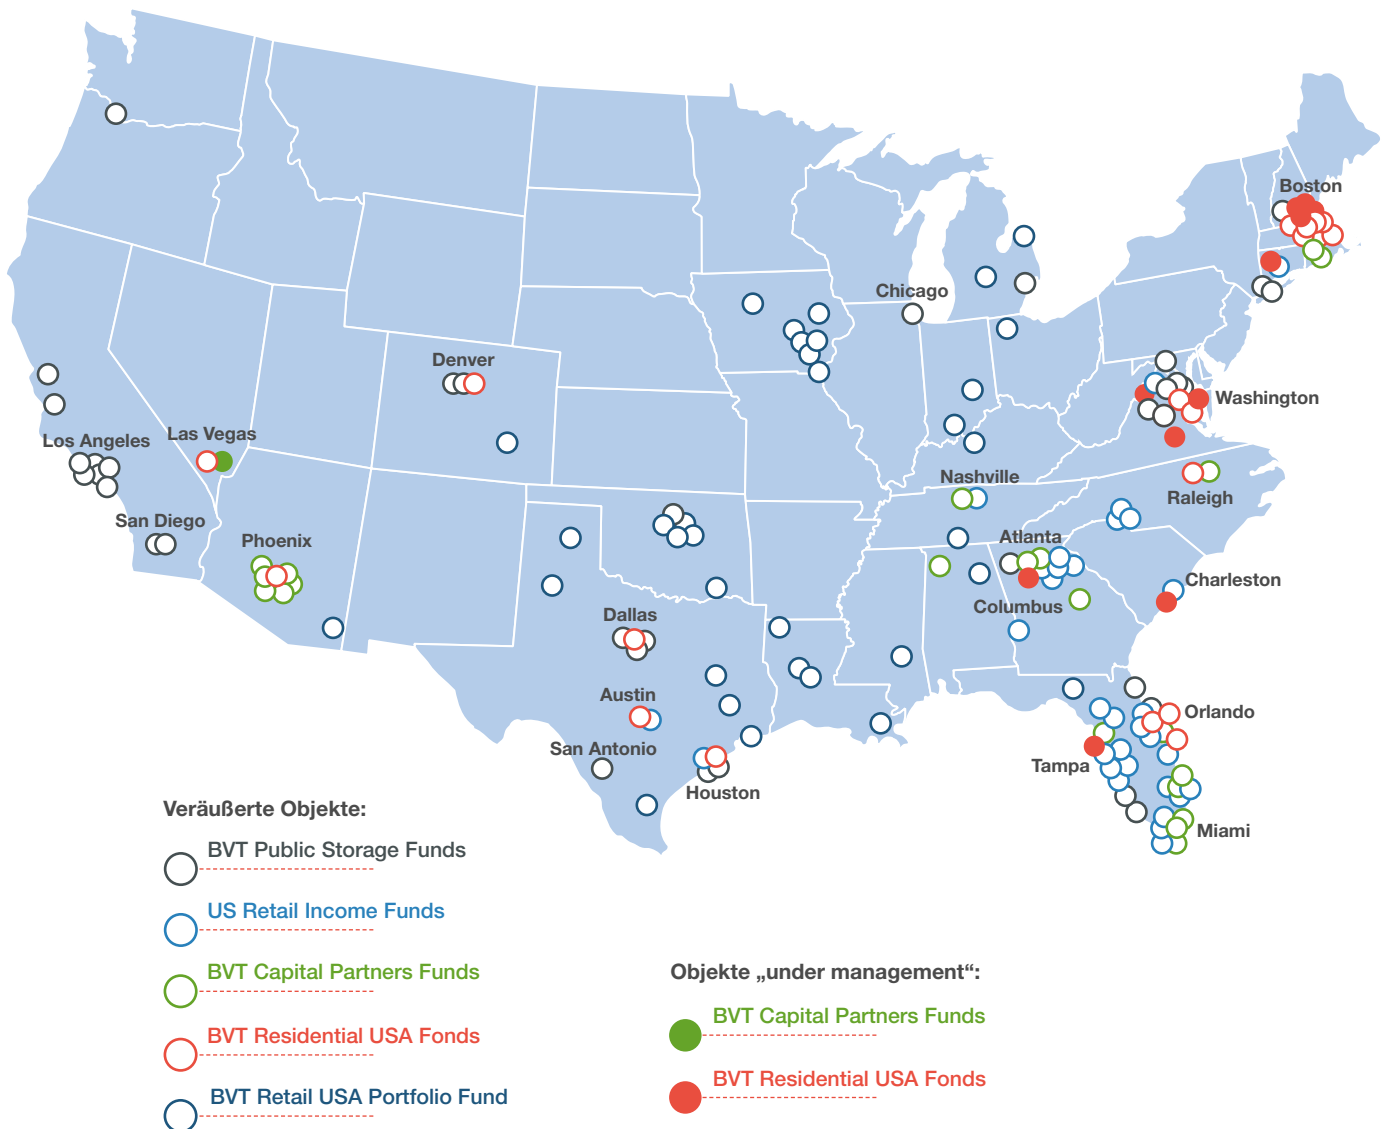 Boston
Chicago
Denver
Washington
Las Vegas
Los Angeles
Nashville
Raleigh
San Diego
Phoenix
Atlanta
Charleston
Columbus
Dallas
Austin
Orlando
San Antonio
Tampa
Houston
Miami
Veräußerte Objekte:
BVT Public Storage Funds
US Retail Income Funds
BVT Capital Partners Funds
BVT Residential USA Fonds
BVT Retail USA Portfolio Fund
Objekte „under management“:
BVT Capital Partners Funds
BVT Residential USA Fonds